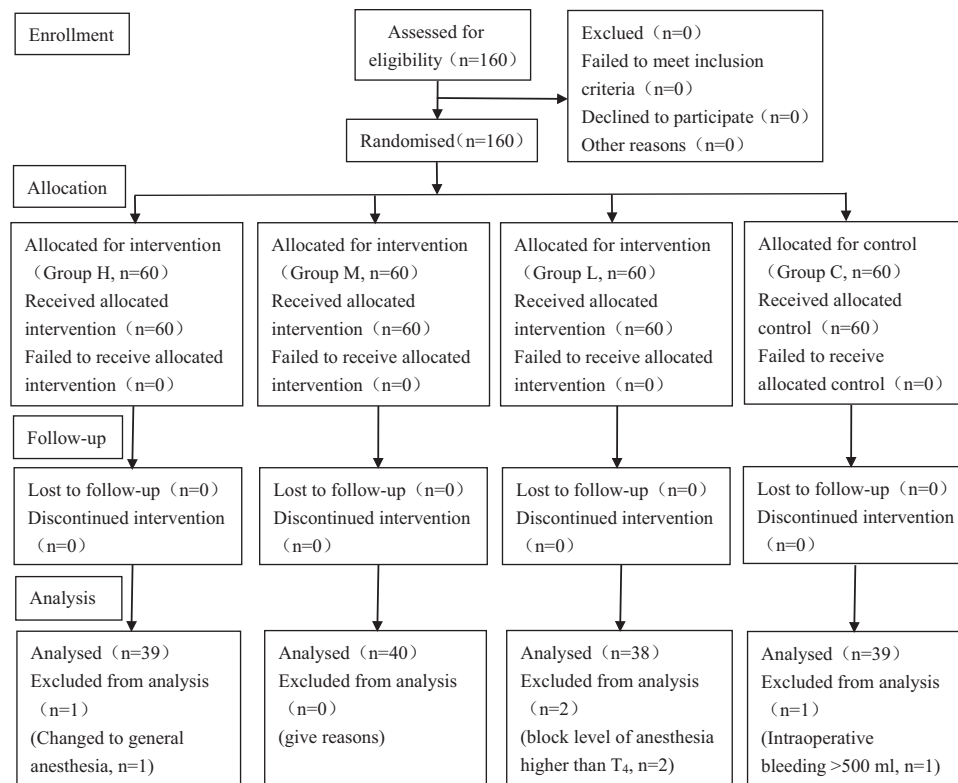 Enrollment
Assessed for
eligibility（n=160）
Exclued（n=0）
Failed to meet inclusion
criteria（n=0）
Declined to participate（n=0）
Other reasons（n=0）
Randomised（n=160）
Allocation
Allocated for intervention
（Group H, n=60）
Received allocated
intervention（n=60）
Failed to receive allocated
intervention（n=0）
Allocated for intervention
（Group M, n=60）
Received allocated
intervention（n=60）
Failed to receive allocated
intervention（n=0）
Allocated for intervention
（Group L, n=60）
Received allocated
intervention（n=60）
Failed to receive allocated
intervention（n=0）
Allocated for control
（Group C, n=60）
Received allocated
control（n=60）
Failed to receive
allocated control（n=0）
Follow-up
Lost to follow-up（n=0）
Discontinued intervention
（n=0）
Lost to follow-up（n=0）
Discontinued intervention
（n=0）
Lost to follow-up（n=0）
Discontinued intervention
（n=0）
Lost to follow-up（n=0）
Discontinued intervention
（n=0）
Analysis
Analysed（n=39）
Excluded from analysis
（n=1）
(Changed to general
anesthesia, n=1)
Analysed（n=40）
Excluded from analysis
（n=0）
(give reasons)
Analysed（n=38）
Excluded from analysis
（n=2）
(block level of anesthesia
higher than T₄, n=2)
Analysed（n=39）
Excluded from analysis
（n=1）
(Intraoperative
bleeding >500 ml, n=1)